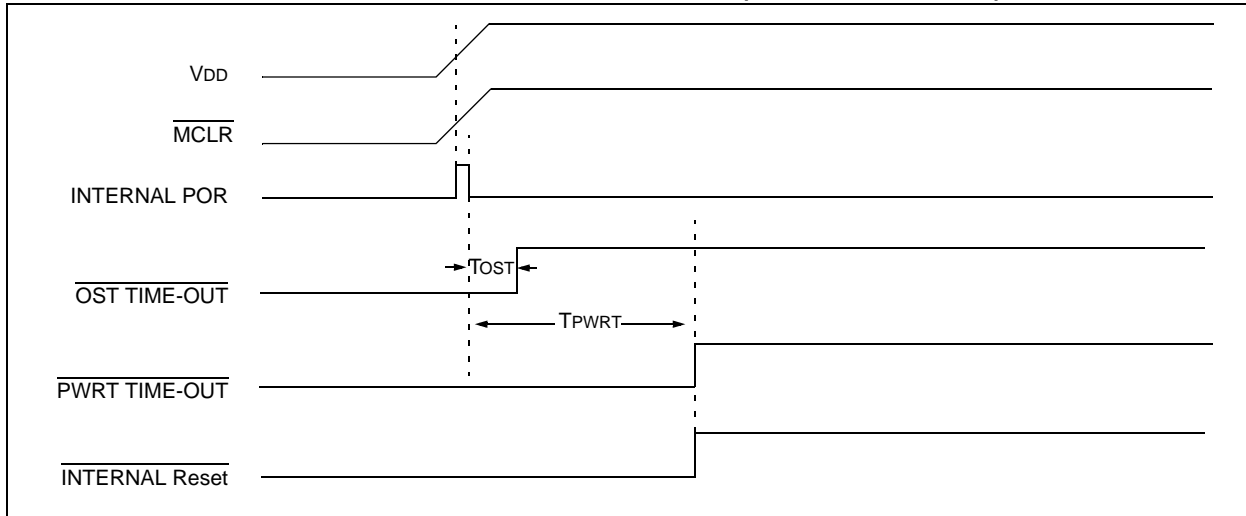 VDD
MCLR
INTERNAL POR
TOST
OST TIME-OUT
TPWRT
PWRT TIME-OUT
INTERNAL Reset